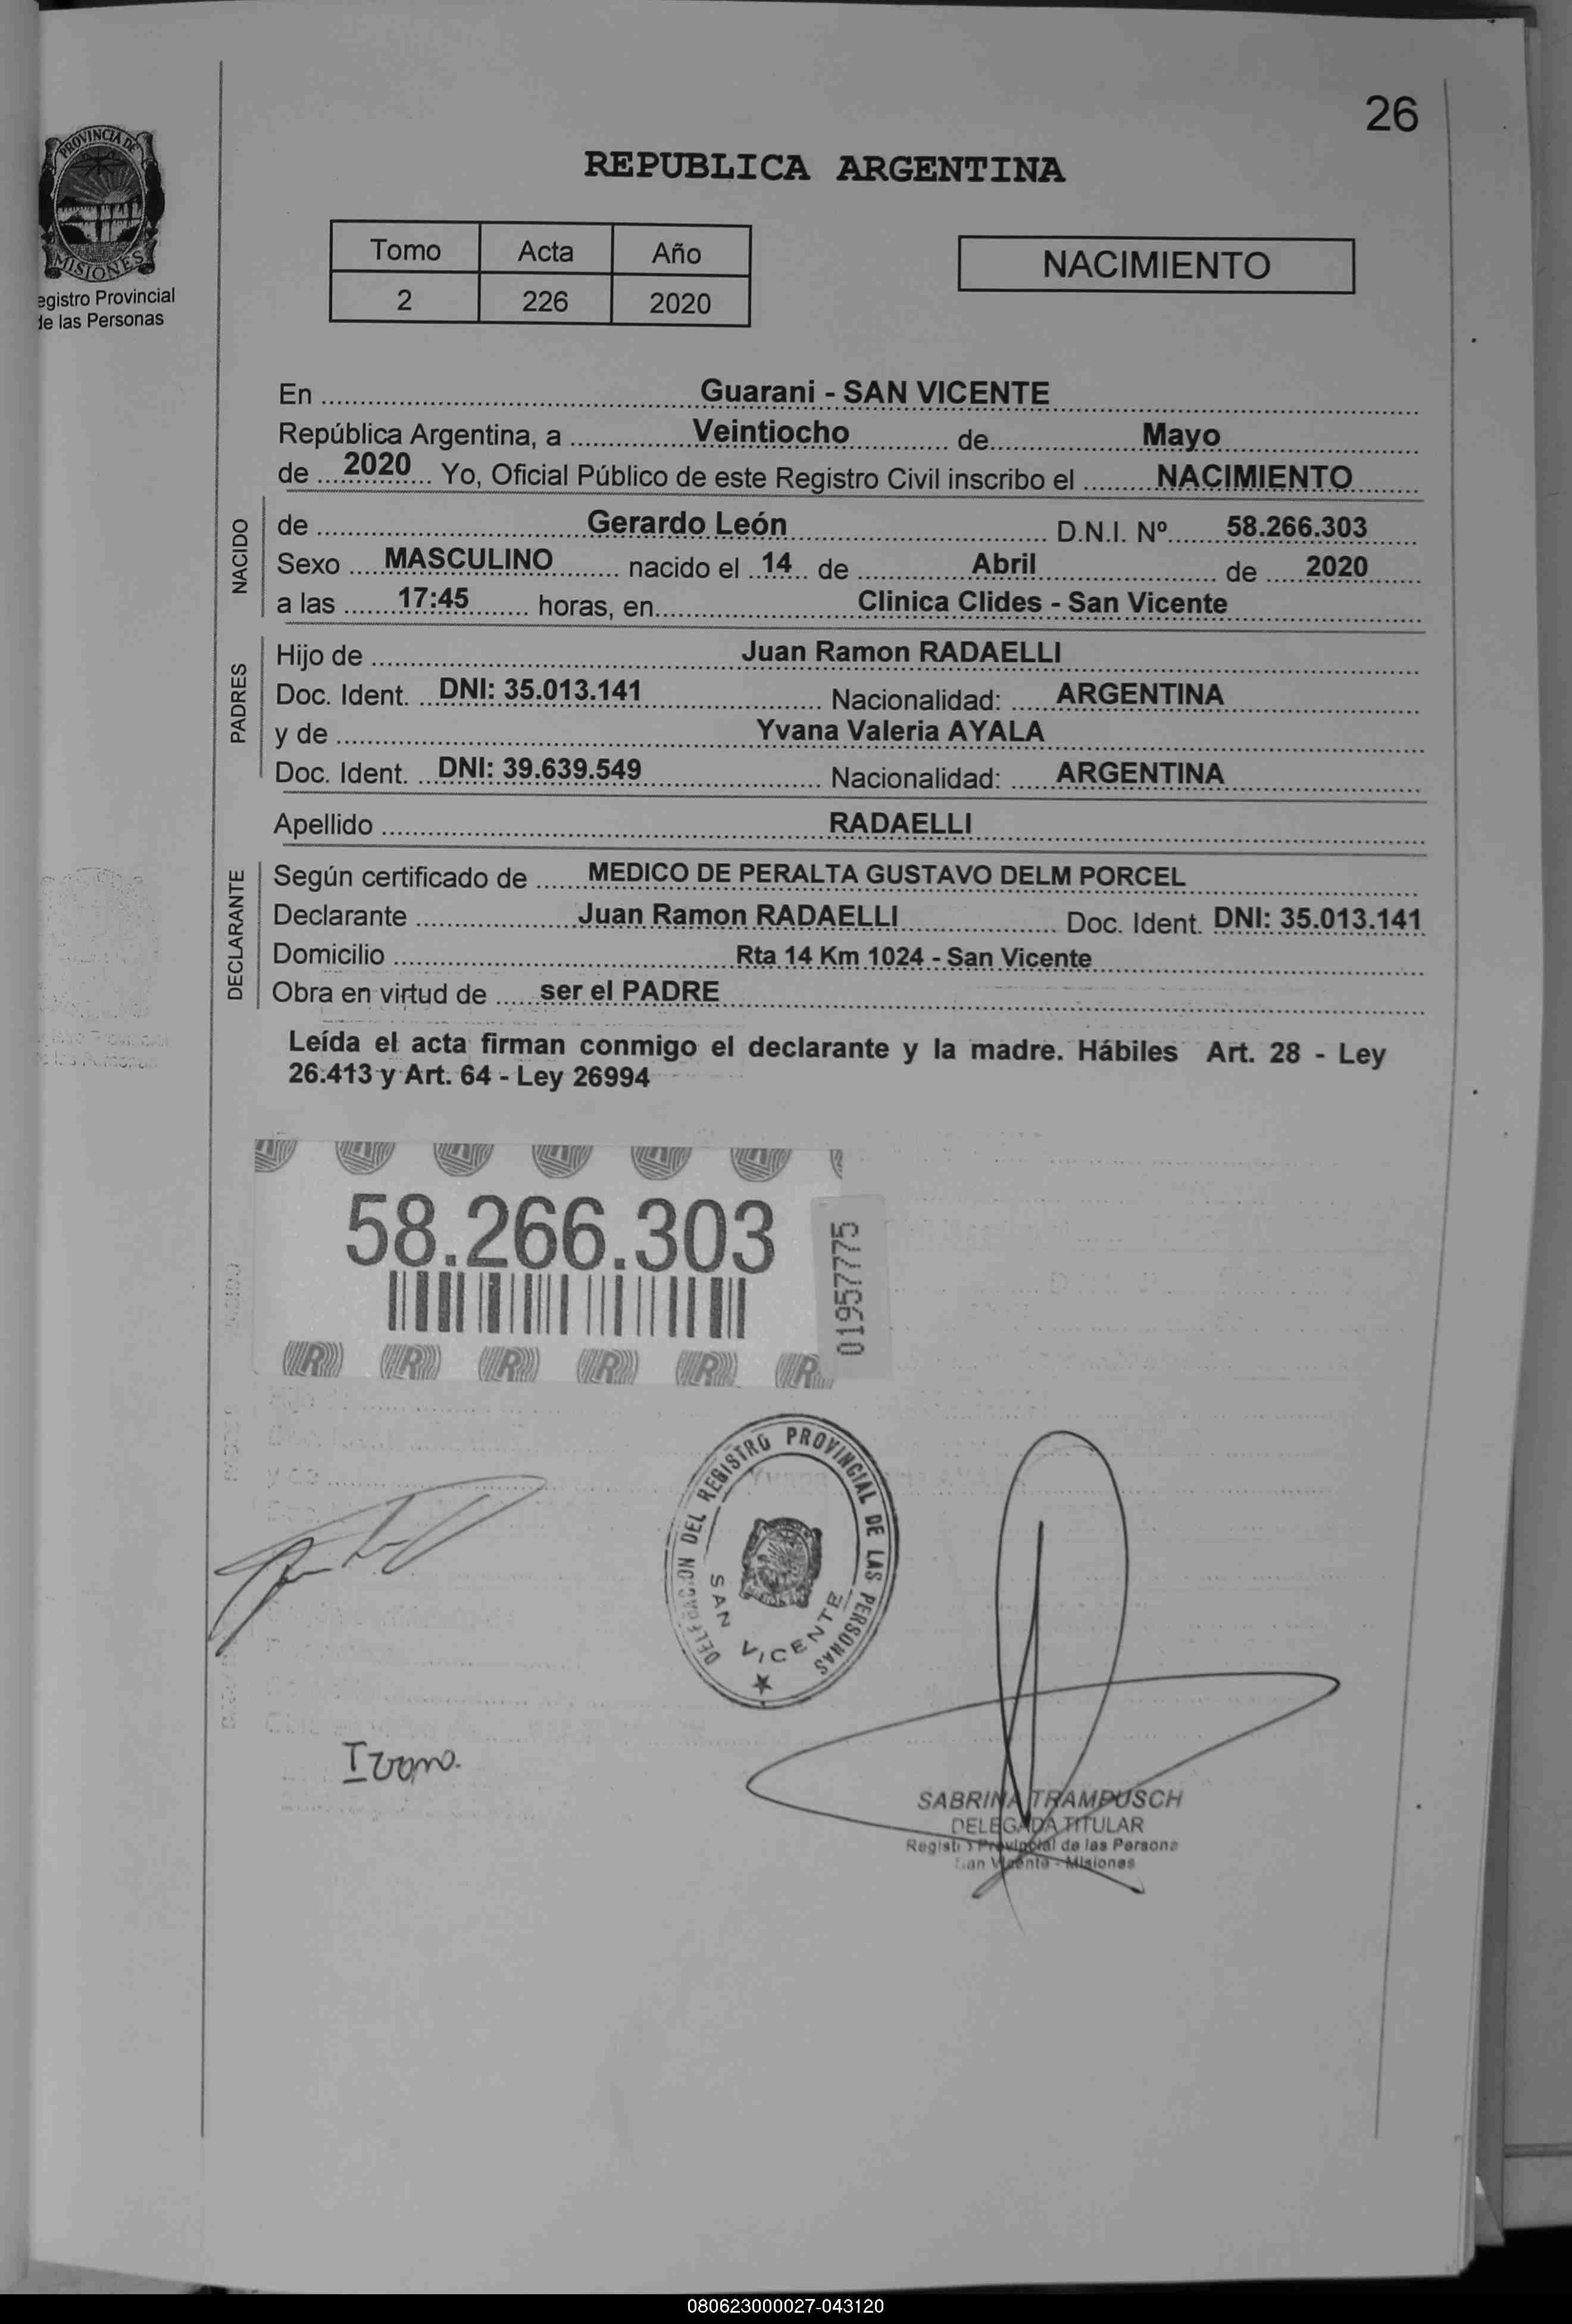 26
PROVINCIA DE
MISIONES
egistro Provincial
de las Personas
REPUBLICA ARGENTINA
Tomo Acta Año
2 226 2020
NACIMIENTO
En Guarani - SAN VICENTE
República Argentina, a Veintiocho de Mayo
de 2020 Yo, Oficial Público de este Registro Civil inscribo el NACIMIENTO
NACIDO
de Gerardo León D.N.I. Nº 58.266.303
Sexo MASCULINO nacido el 14 de Abril de 2020
a las 17:45 horas, en Clinica Clides - San Vicente
PADRES
Hijo de Juan Ramon RADAELLI
Doc. Ident. DNI: 35.013.141 Nacionalidad: ARGENTINA
y de Yvana Valeria AYALA
Doc. Ident. DNI: 39.639.549 Nacionalidad: ARGENTINA
Apellido RADAELLI
DECLARANTE
Según certificado de MEDICO DE PERALTA GUSTAVO DELM PORCEL
Declarante Juan Ramon RADAELLI Doc. Ident. DNI: 35.013.141
Domicilio Rta 14 Km 1024 - San Vicente
Obra en virtud de ser el PADRE
Leída el acta firman conmigo el declarante y la madre. Hábiles Art. 28 - Ley
26.413 y Art. 64 - Ley 26994
58.266.303
01957775
DELEGACION DEL REGISTRO PROVINCIAL DE LAS PERSONAS
SAN VICENTE
SABRINA TRAMPUSCH
DELEGADA TITULAR
Registro Provincial de las Persona
San Vicente - Misiones
080623000027-043120